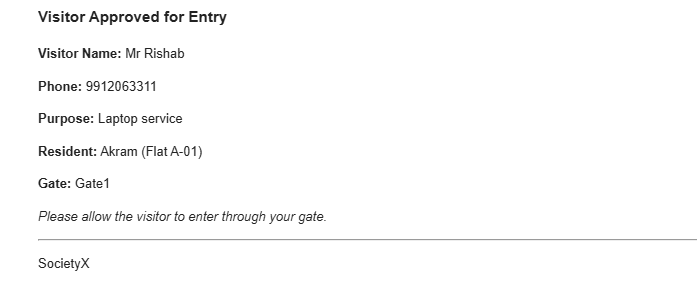 Visitor Approved for Entry
Visitor Name: Mr Rishab
Phone: 9912063311
Purpose: Laptop service
Resident: Akram (Flat A-01)
Gate: Gate1
Please allow the visitor to enter through your gate.
SocietyX